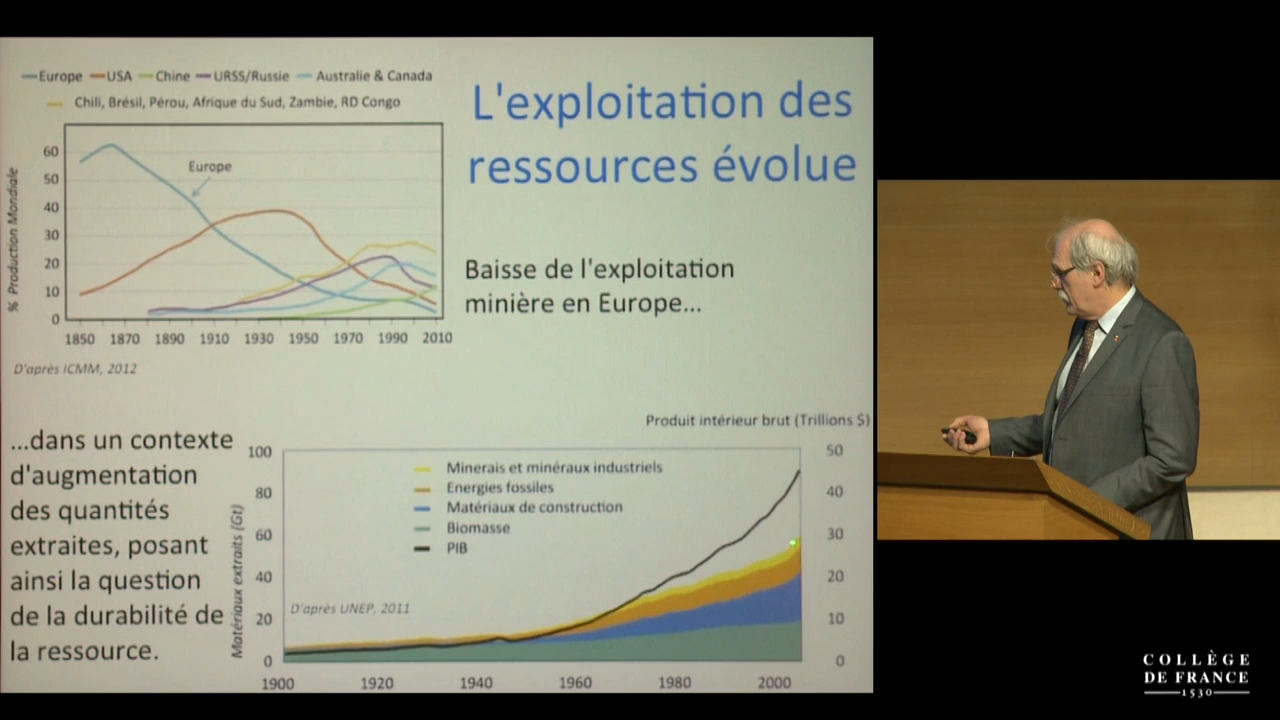 Europe USA Chine URSS/Russie Australie & Canada
Chili, Brésil, Pérou, Afrique du Sud, Zambie, RD Congo
L'exploitation des
ressources évolue
% Production Mondiale
60
50
40
30
20
10
0
Europe
1850 1870 1890 1910 1930 1950 1970 1990 2010
D'après ICMM, 2012
Baisse de l'exploitation
minière en Europe...
...dans un contexte
d'augmentation
des quantités
extraites, posant
ainsi la question
de la durabilité de
la ressource.
Produit intérieur brut (Trillions $)
Matériaux extraits (Gt)
100
80
60
40
20
0
Minerais et minéraux industriels
Energies fossiles
Matériaux de construction
Biomasse
PIB
D'après UNEP, 2011
50
40
30
20
10
0
1900 1920 1940 1960 1980 2000
COLLÈGE
DE FRANCE
1530